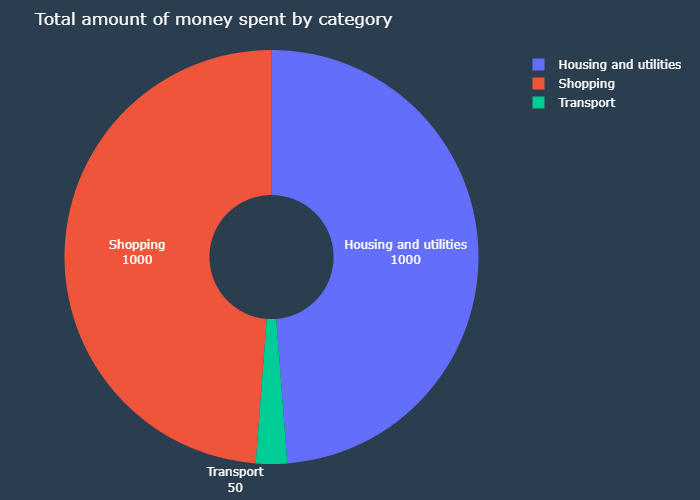 Total amount of money spent by category
Housing and utilities
Shopping
Transport
Shopping
1000
Housing and utilities
1000
Transport
50